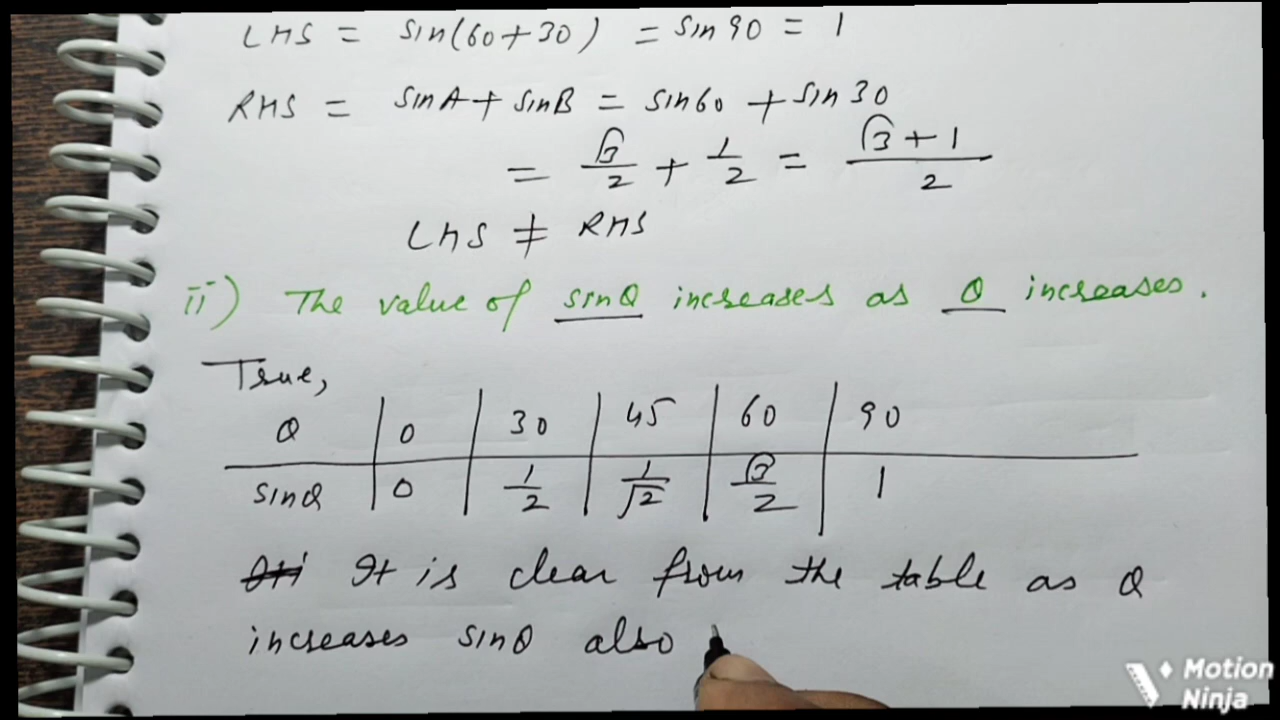 LHS = sin(60+30) = sin 90 = 1
RHS = sinA + sinB = sin60 + sin30
= √3/2 + 1/2 = √3+1/2
LHS ≠ RHS
ii) The value of sinθ increases as θ increases.
True,
θ | 0 | 30 | 45 | 60 | 90
sinθ | 0 | 1/2 | 1/√2 | √3/2 | 1
It is clear from the table as θ
increases sinθ also
Motion
Ninja